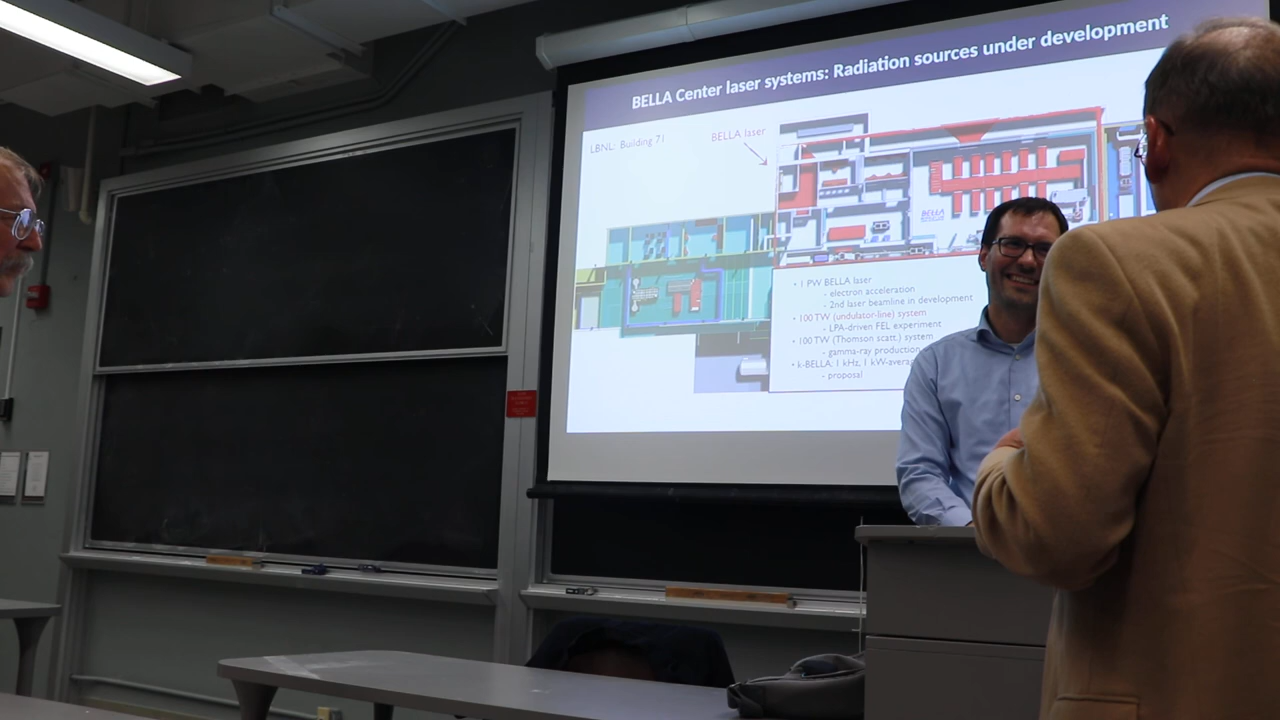 BELLA Center laser systems: Radiation sources under development
LBNL: Building 71
BELLA laser
BELLA
• 1 PW BELLA laser
- electron acceleration
- 2nd laser beamline in development
• 100 TW (undulator-line) system
- LPA-driven FEL experiment
• 100 TW (Thomson scatt.) system
- gamma-ray production
• k-BELLA, 1 kHz, 1 kW-averag
- proposal